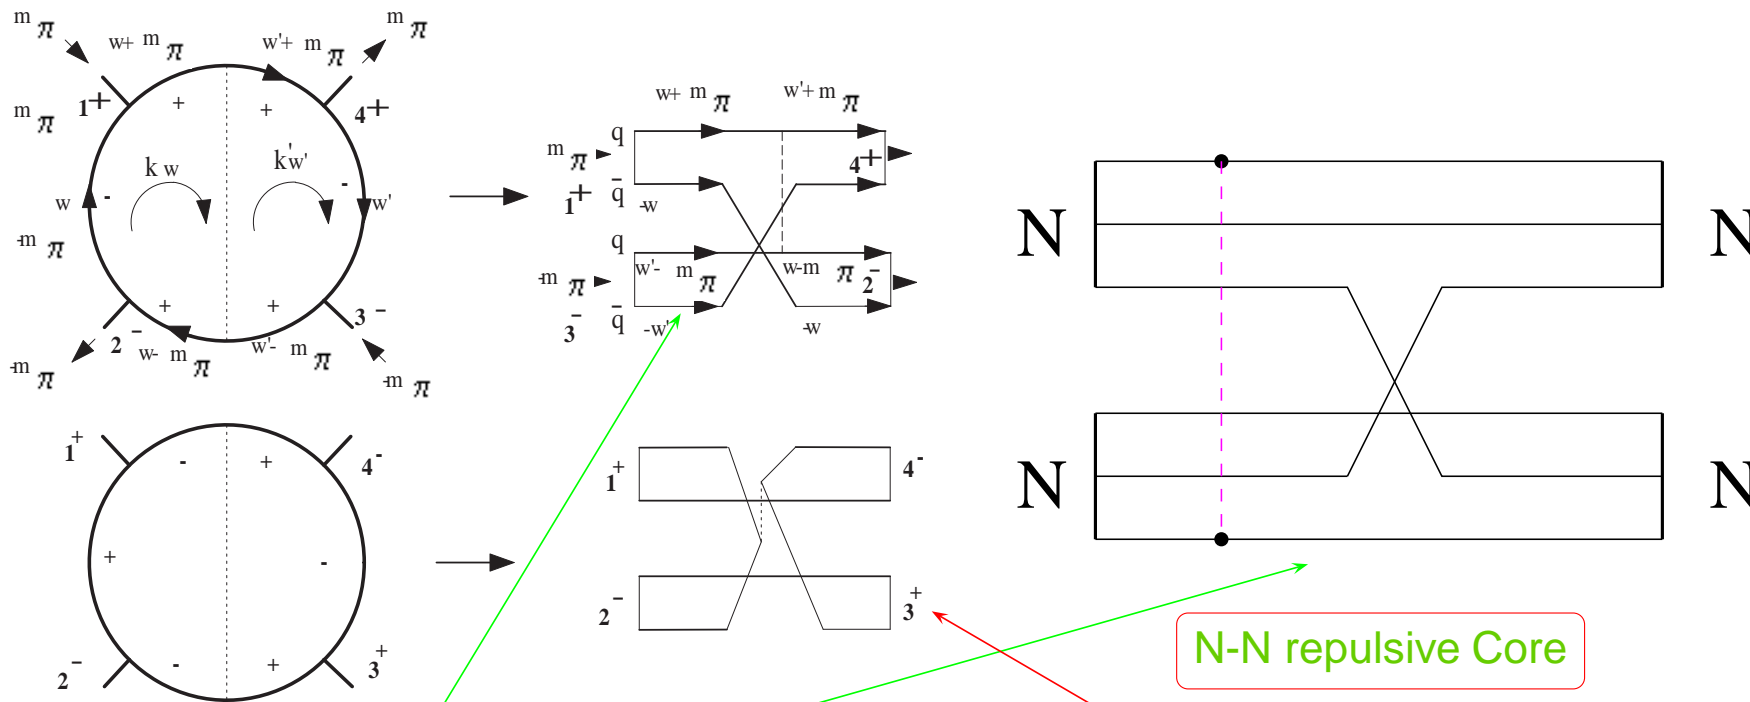 m π
m π
w+ m π
w'+ m π
1+
+
+
4+
m π
k w
k'w'
w
-
-
w'
-m π
+
+
2-
3-
w- m π
w'- m π
-m π
-m π
w+ m π
w'+ m π
q
m π
4+
1+
q̄
-w
q
w'- m π
w-m π
2-
-m π
3-
q̄
-w'
-w
N
N
N
N
1+
-
+
4-
+
-
2-
-
+
3+
1+
4-
2-
3+
N-N repulsive Core